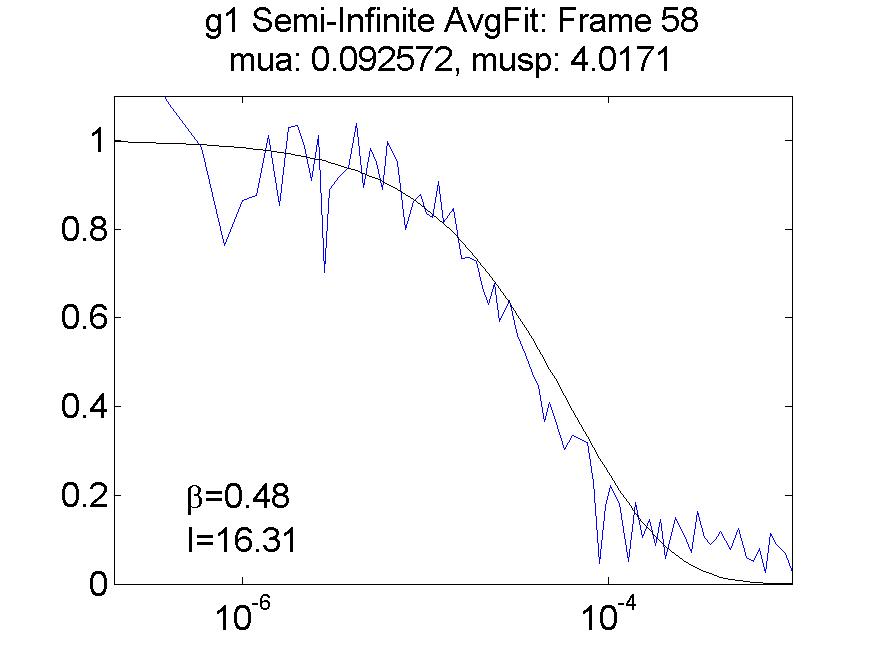 g1 Semi-Infinite AvgFit: Frame 58
mua: 0.092572, musp: 4.0171
1
0.8
0.6
0.4
0.2
0
β=0.48
I=16.31
10^-6
10^-4